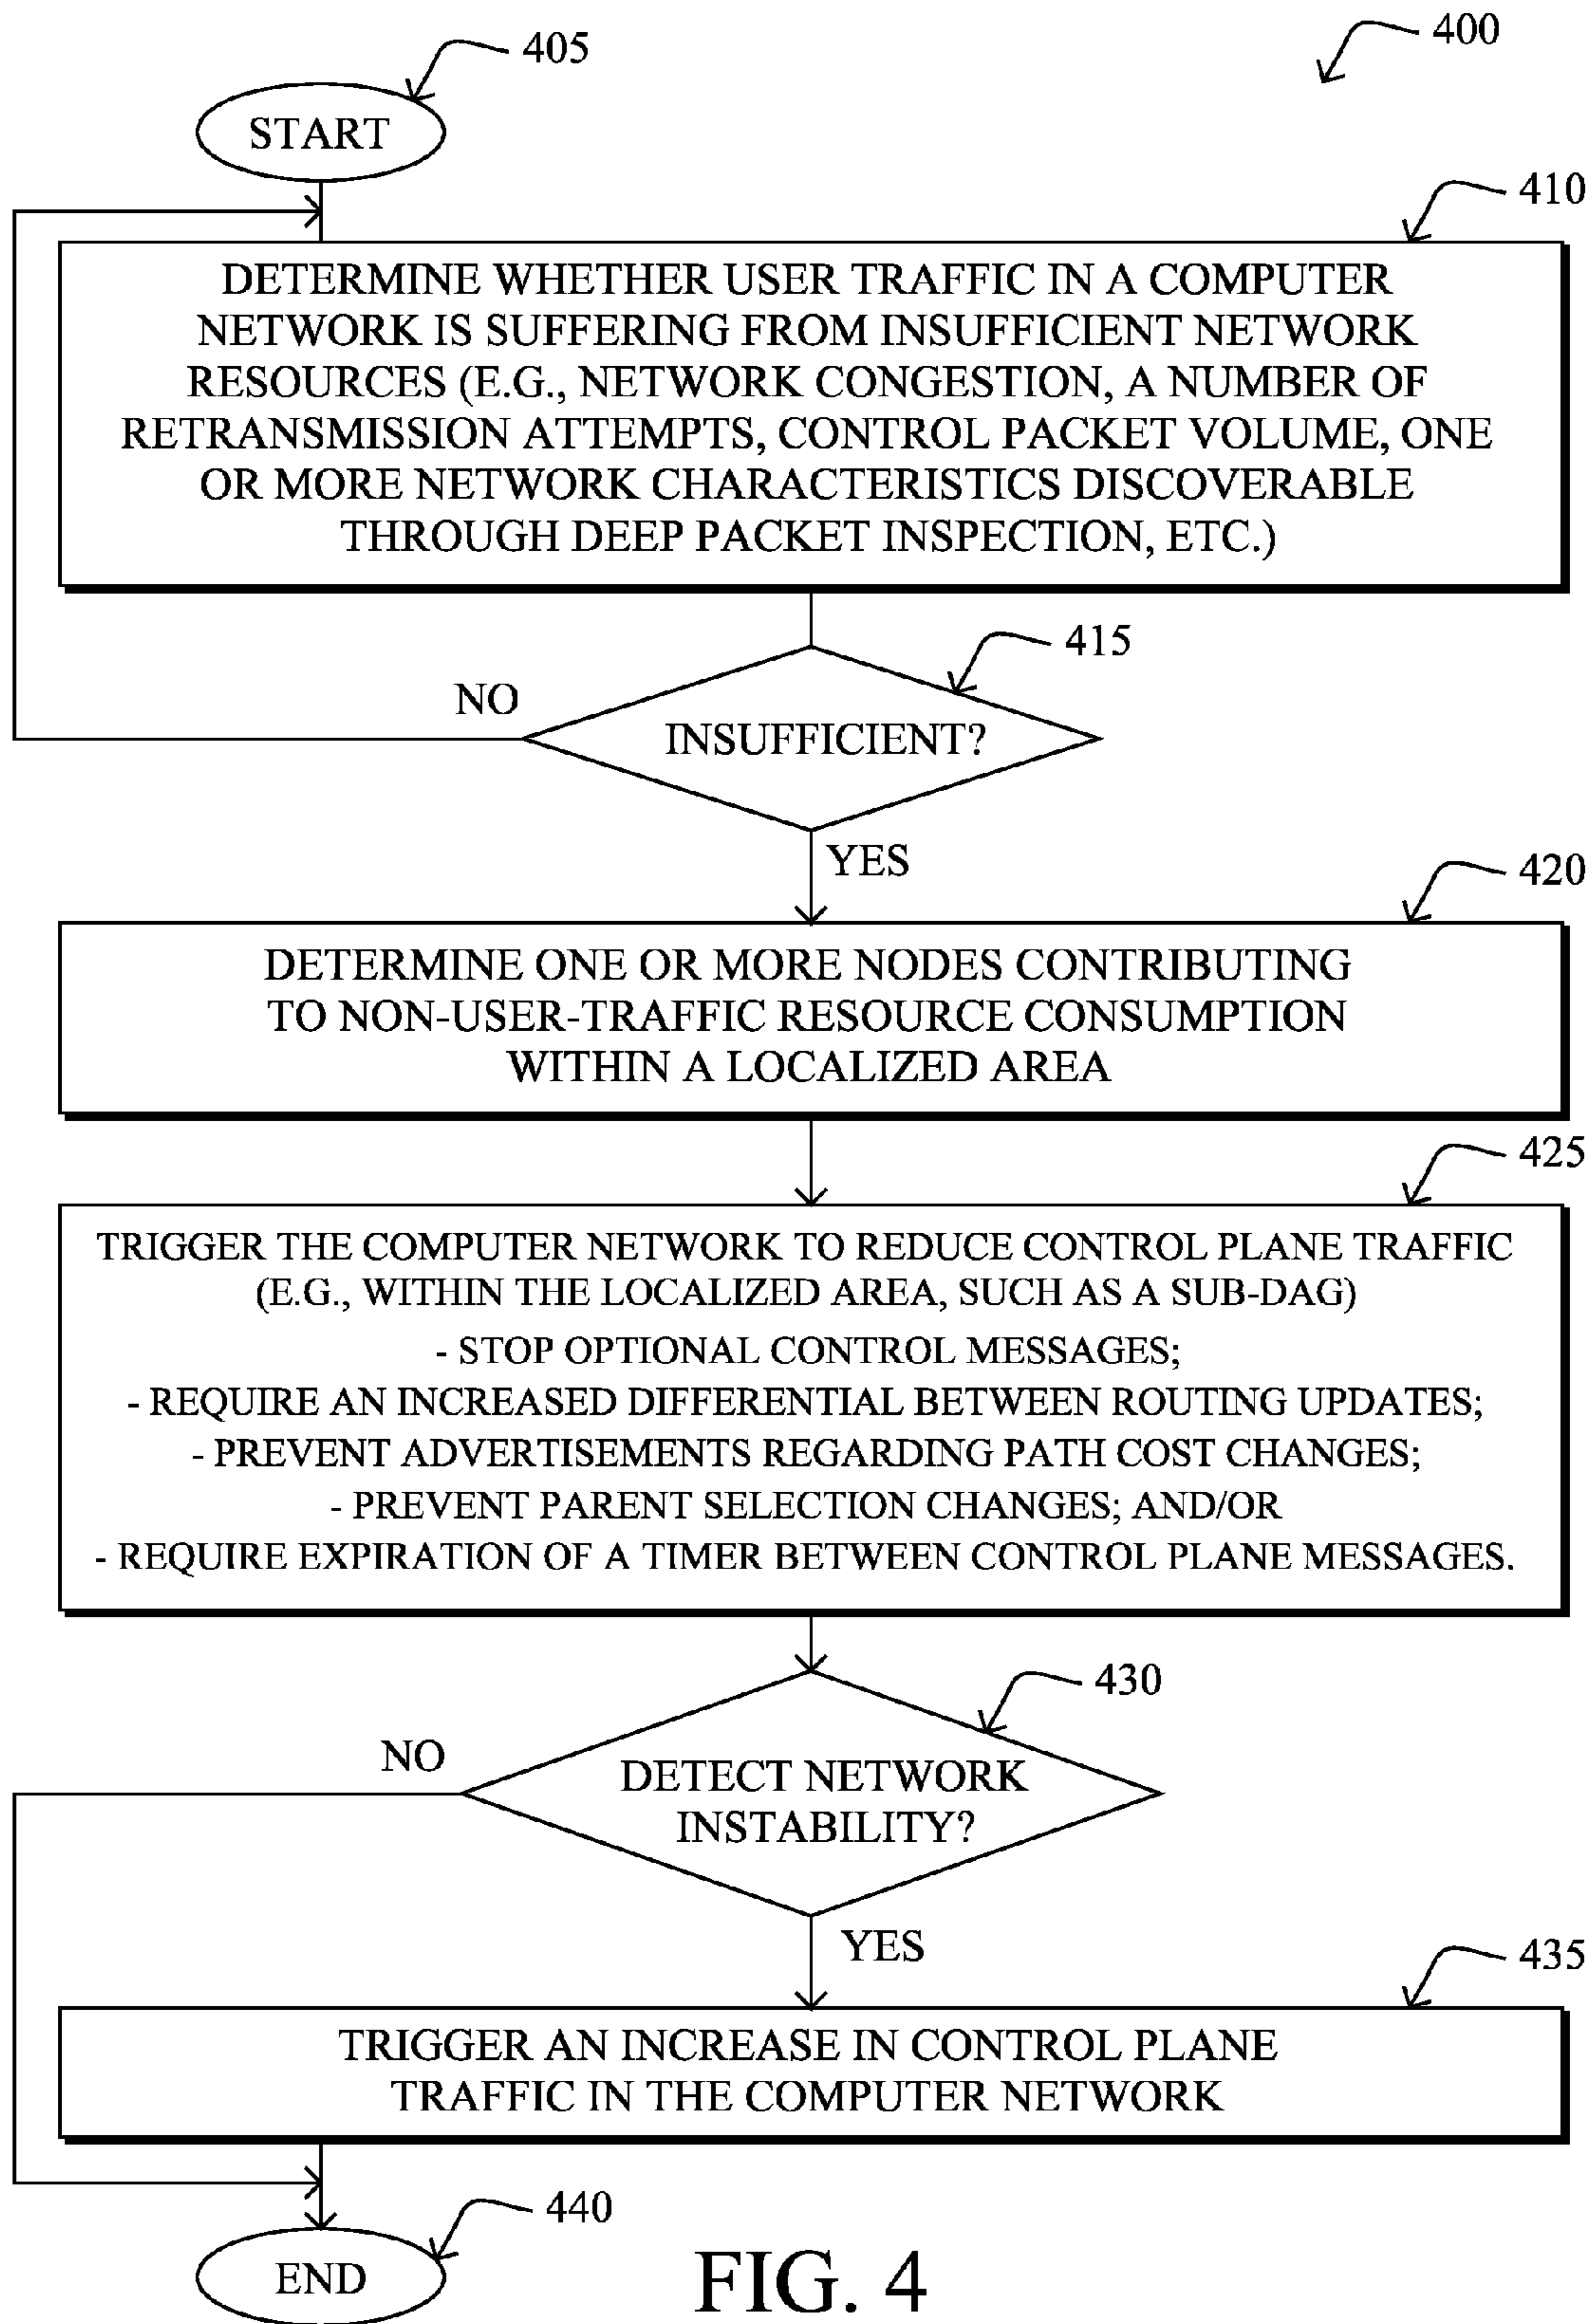 400
405
START
410
DETERMINE WHETHER USER TRAFFIC IN A COMPUTER
NETWORK IS SUFFERING FROM INSUFFICIENT NETWORK
RESOURCES (E.G., NETWORK CONGESTION, A NUMBER OF
RETRANSMISSION ATTEMPTS, CONTROL PACKET VOLUME, ONE
OR MORE NETWORK CHARACTERISTICS DISCOVERABLE
THROUGH DEEP PACKET INSPECTION, ETC.)
415
NO
INSUFFICIENT?
YES
420
DETERMINE ONE OR MORE NODES CONTRIBUTING
TO NON-USER-TRAFFIC RESOURCE CONSUMPTION
WITHIN A LOCALIZED AREA
425
TRIGGER THE COMPUTER NETWORK TO REDUCE CONTROL PLANE TRAFFIC
(E.G., WITHIN THE LOCALIZED AREA, SUCH AS A SUB-DAG)
- STOP OPTIONAL CONTROL MESSAGES;
- REQUIRE AN INCREASED DIFFERENTIAL BETWEEN ROUTING UPDATES;
- PREVENT ADVERTISEMENTS REGARDING PATH COST CHANGES;
- PREVENT PARENT SELECTION CHANGES; AND/OR
- REQUIRE EXPIRATION OF A TIMER BETWEEN CONTROL PLANE MESSAGES.
430
NO
DETECT NETWORK
INSTABILITY?
YES
435
TRIGGER AN INCREASE IN CONTROL PLANE
TRAFFIC IN THE COMPUTER NETWORK
440
END
FIG. 4